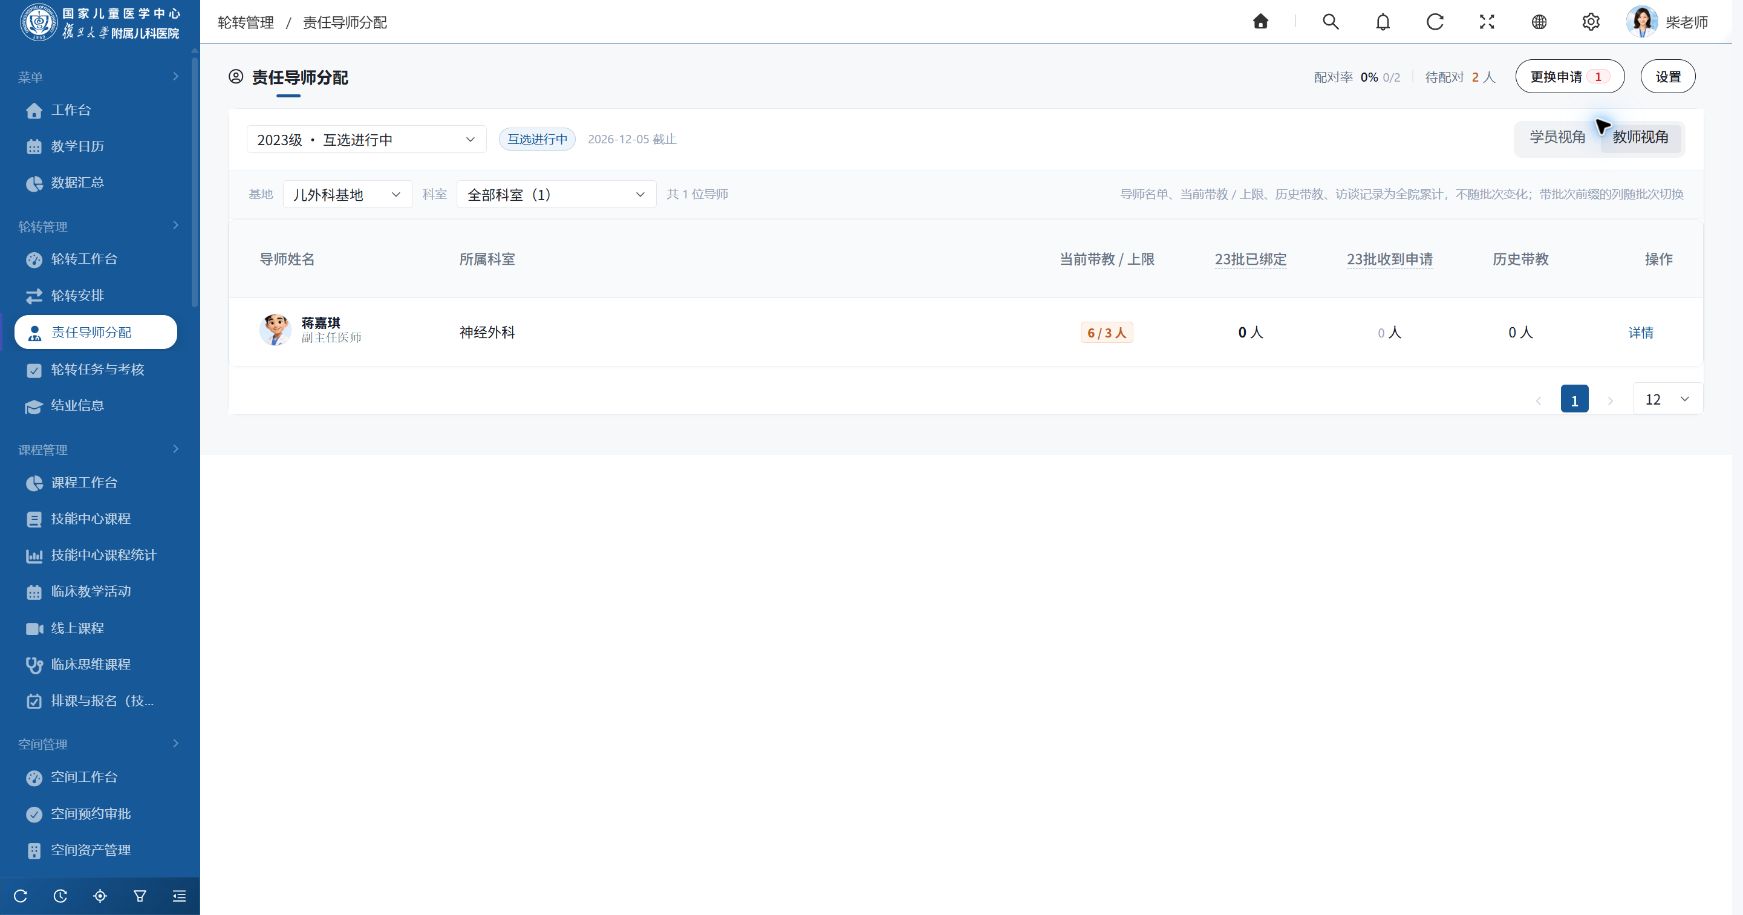 国家儿童医学中心
復旦大學附属儿科医院
菜单
工作台
教学日历
数据汇总
轮转管理
轮转工作台
轮转安排
责任导师分配
轮转任务与考核
结业信息
课程管理
课程工作台
技能中心课程
技能中心课程统计
临床教学活动
线上课程
临床思维课程
排课与报名（技...
空间管理
空间工作台
空间预约审批
空间资产管理
轮转管理 / 责任导师分配
柴老师
责任导师分配
配对率 0% 0/2 待配对 2 人 更换申请 1 设置
2023级 · 互选进行中 互选进行中 2026-12-05 截止 学员视角 教师视角
基地 儿外科基地 科室 全部科室（1） 共 1 位导师 导师名单、当前带教 / 上限、历史带教、访谈记录为全院累计，不随批次变化；带批次前缀的列随批次切换
导师姓名 所属科室 当前带教 / 上限 23批已绑定 23批收到申请 历史带教 操作
蒋嘉琪
副主任医师
神经外科 6 / 3 人 0 人 0 人 0 人 详情
1 12